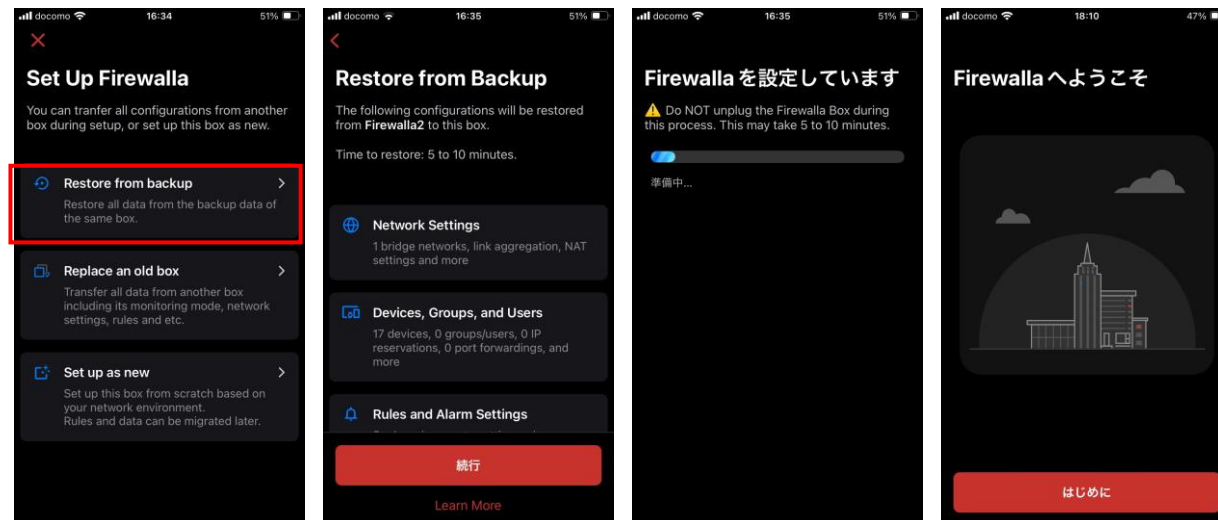 docomo 16:34 51%
Set Up Firewalla
You can tranfer all configurations from another
box during setup, or set up this box as new.
Restore from backup
Restore all data from the backup data of
the same box.
Replace an old box
Transfer all data from another box
including its monitoring mode, network
settings, rules and etc.
Set up as new
Set up this box from scratch based on
your network environment.
Rules and data can be migrated later.
docomo 16:35 51%
Restore from Backup
The following configurations will be restored
from Firewalla2 to this box.
Time to restore: 5 to 10 minutes.
Network Settings
1 bridge networks, link aggregation, NAT
settings and more
Devices, Groups, and Users
17 devices, 0 groups/users, 0 IP
reservations, 0 port forwardings, and
more
Rules and Alarm Settings
続行
Learn More
docomo 16:35 51%
Firewalla を設定しています
Do NOT unplug the Firewalla Box during
this process. This may take 5 to 10 minutes.
準備中...
docomo 18:10 47%
Firewalla へようこそ
はじめに